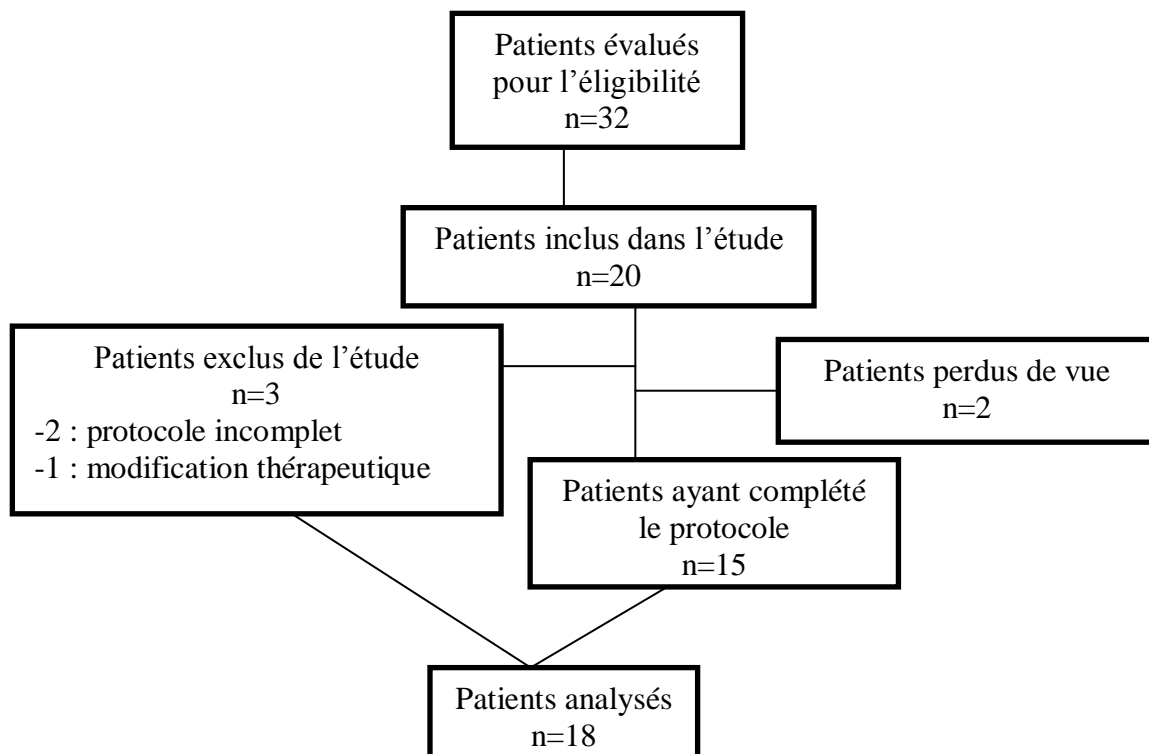 Patients évalués
pour l’éligibilité
n=32
Patients inclus dans l’étude
n=20
Patients exclus de l’étude
n=3
-2 : protocole incomplet
-1 : modification thérapeutique
Patients perdus de vue
n=2
Patients ayant complété
le protocole
n=15
Patients analysés
n=18